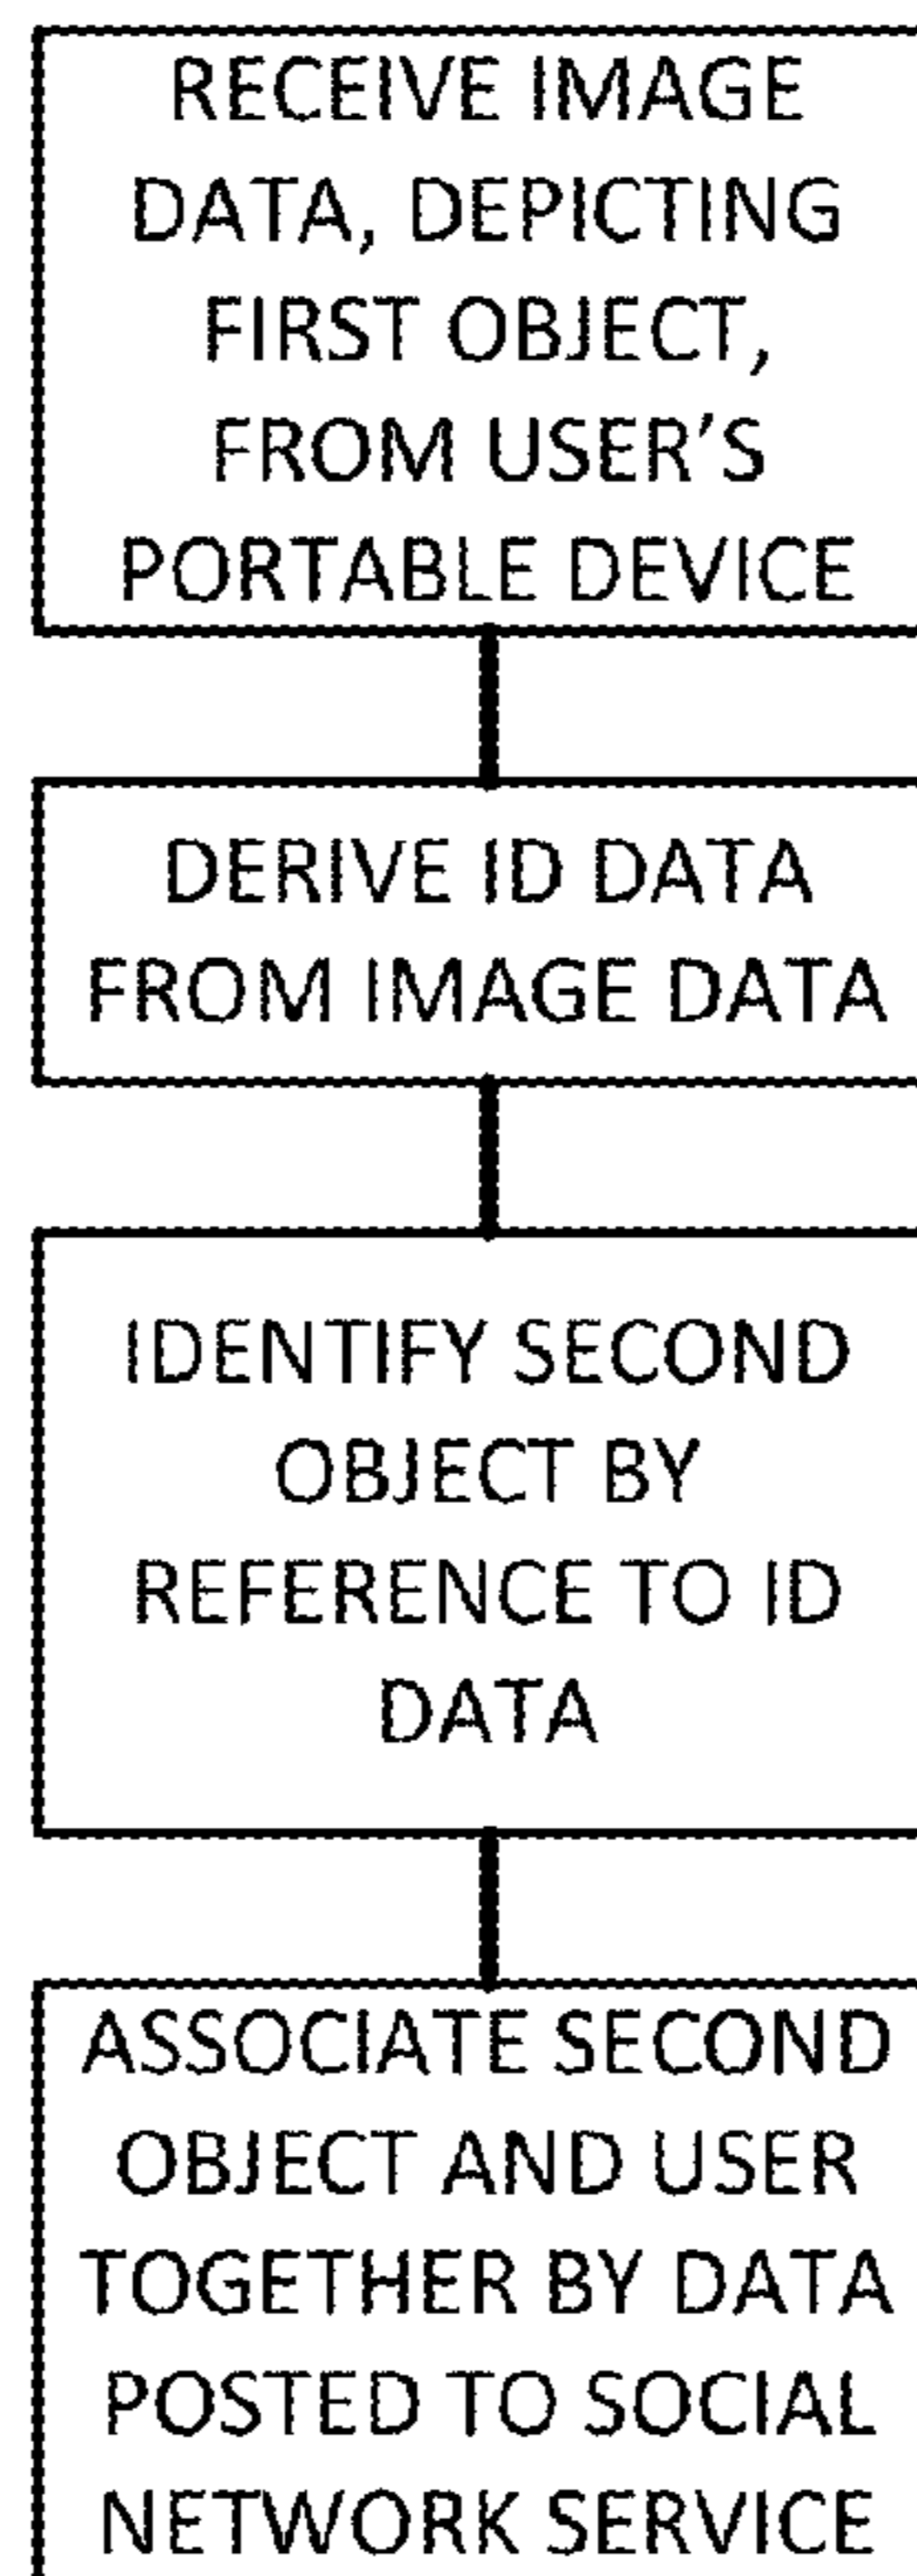 RECEIVE IMAGE
DATA, DEPICTING
FIRST OBJECT,
FROM USER'S
PORTABLE DEVICE
DERIVE ID DATA
FROM IMAGE DATA
IDENTIFY SECOND
OBJECT BY
REFERENCE TO ID
DATA
ASSOCIATE SECOND
OBJECT AND USER
TOGETHER BY DATA
POSTED TO SOCIAL
NETWORK SERVICE